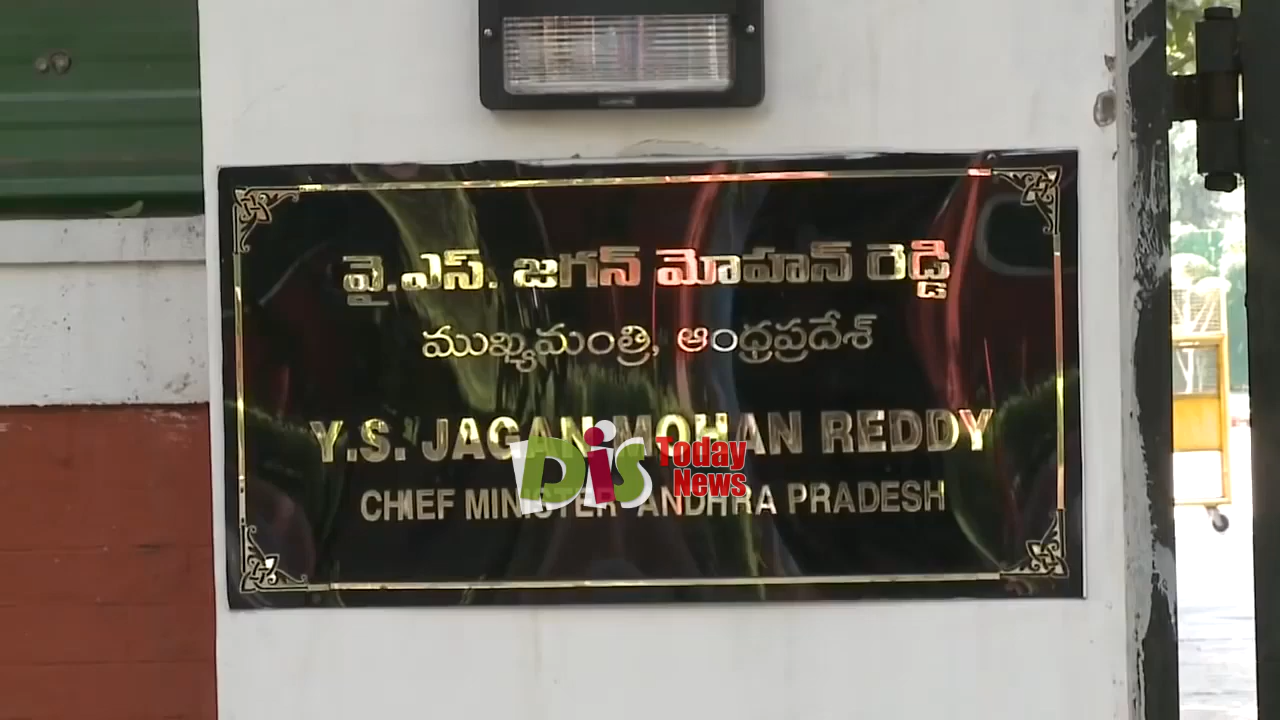 వై.ఎస్. జగన్ మోహన్ రెడ్డి
ముఖ్యమంత్రి, ఆంధ్రప్రదేశ్
Y.S. JAGAN MOHAN REDDY
CHIEF MINISTER ANDHRA PRADESH
Dis Today News